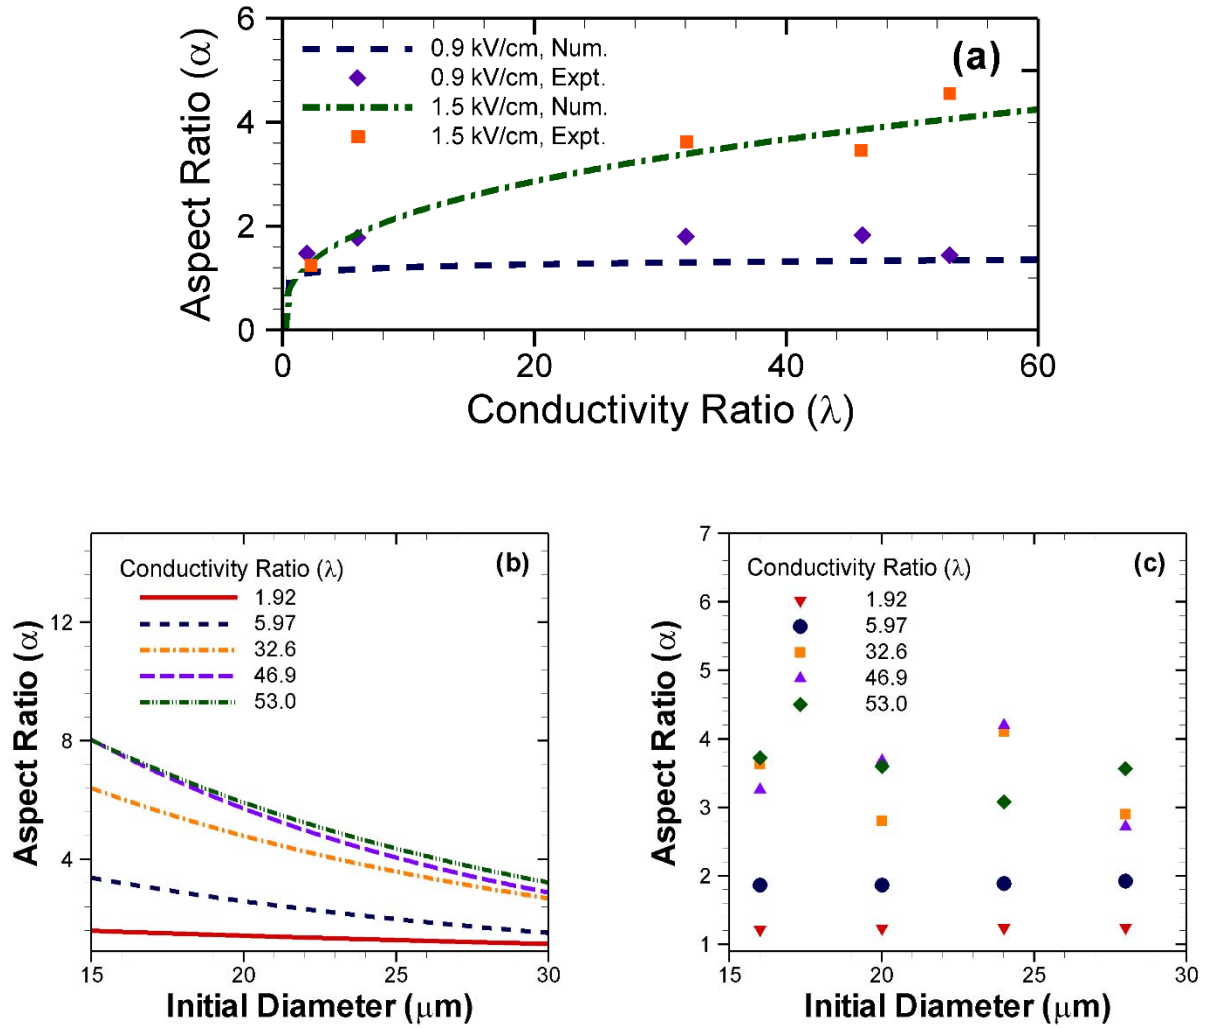 6
4
2
0
Aspect Ratio (α)
0.9 kV/cm, Num.
0.9 kV/cm, Expt.
1.5 kV/cm, Num.
1.5 kV/cm, Expt.
(a)
0 20 40 60
Conductivity Ratio (λ)
12
8
4
Aspect Ratio (α)
Conductivity Ratio (λ)
1.92
5.97
32.6
46.9
53.0
(b)
15 20 25 30
Initial Diameter (μm)
7
6
5
4
3
2
1
Aspect Ratio (α)
Conductivity Ratio (λ)
1.92
5.97
32.6
46.9
53.0
(c)
15 20 25 30
Initial Diameter (μm)